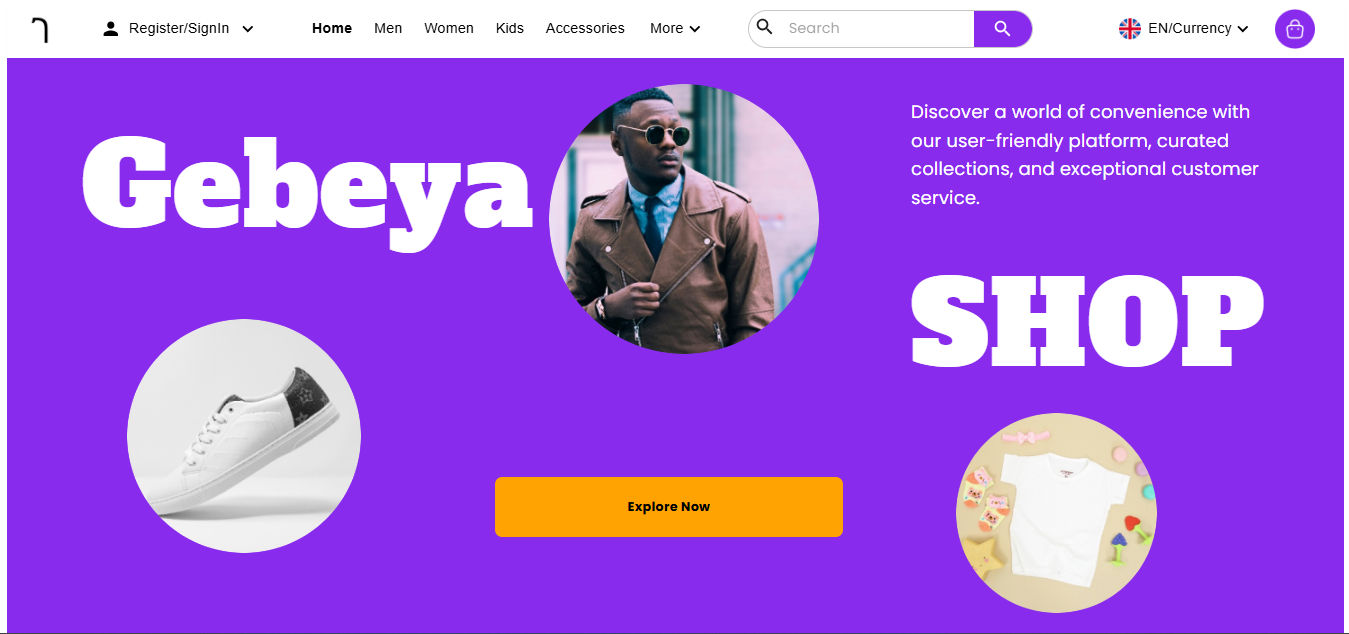 Register/SignIn
Home
Men
Women
Kids
Accessories
More
Search
EN/Currency
Gebeya
Discover a world of convenience with
our user-friendly platform, curated
collections, and exceptional customer
service.
SHOP
Explore Now